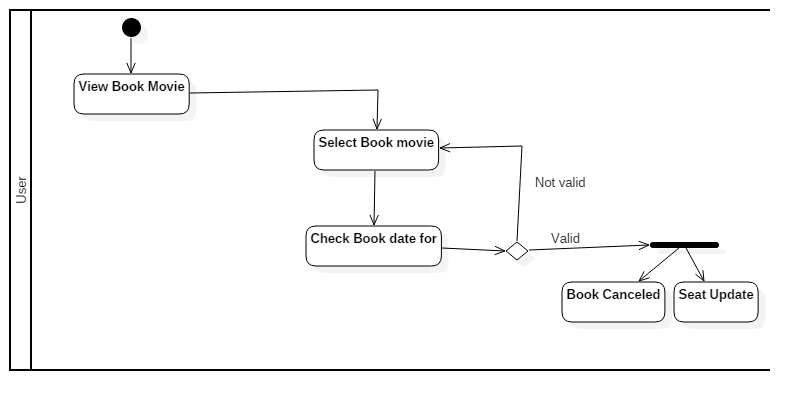 View Book Movie
Select Book movie
Not valid
User
Check Book date for
Valid
Book Canceled
Seat Update